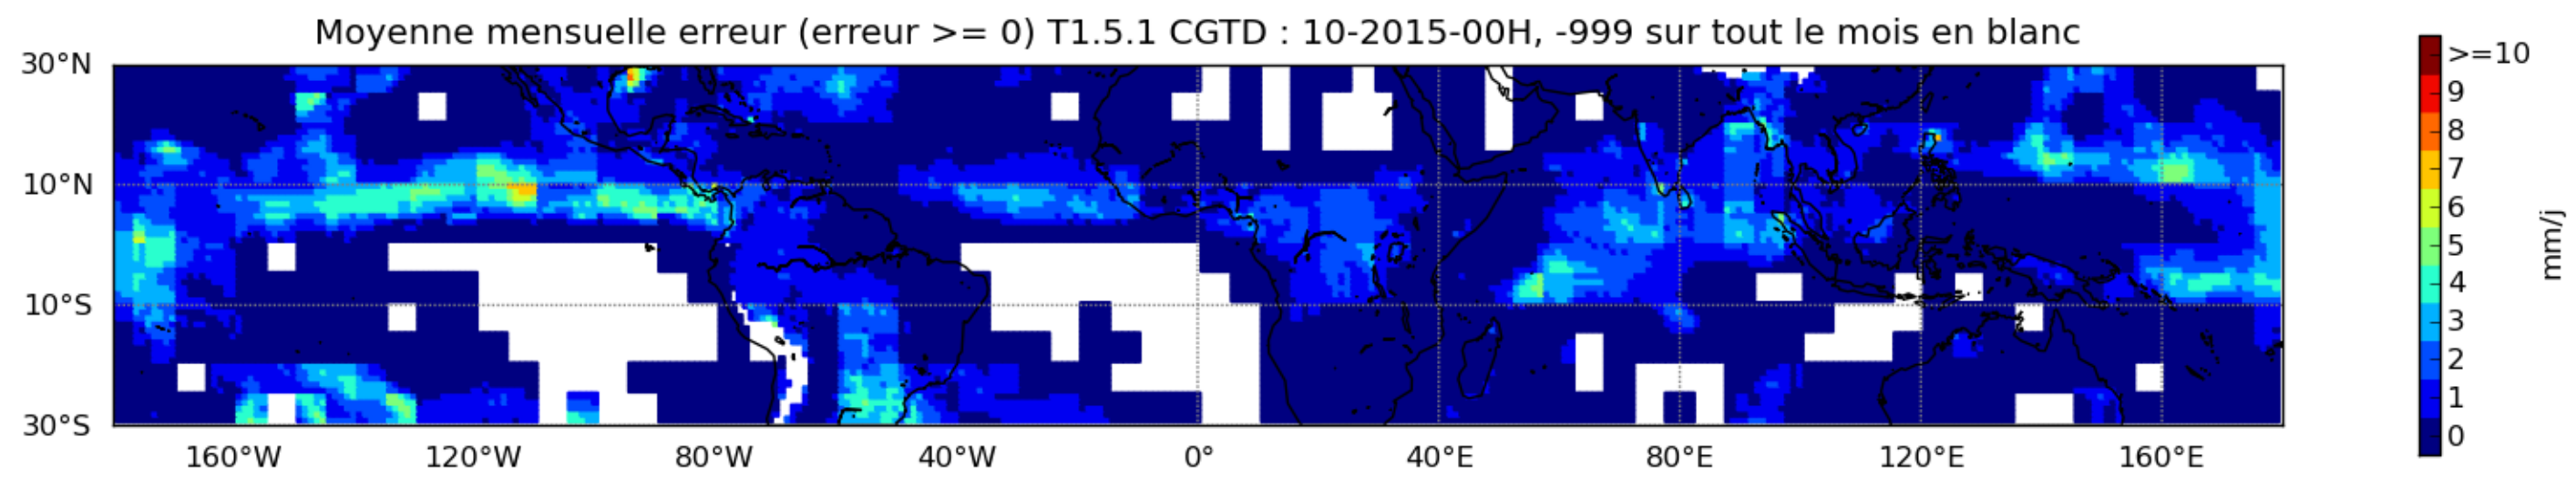 Moyenne mensuelle erreur (erreur >= 0) T1.5.1 CGTD : 10-2015-00H, -999 sur tout le mois en blanc
30°N
10°N
10°S
30°S
160°W 120°W 80°W 40°W 0° 40°E 80°E 120°E 160°E
>=10
9
8
7
6
5
4
3
2
1
0
mm/j